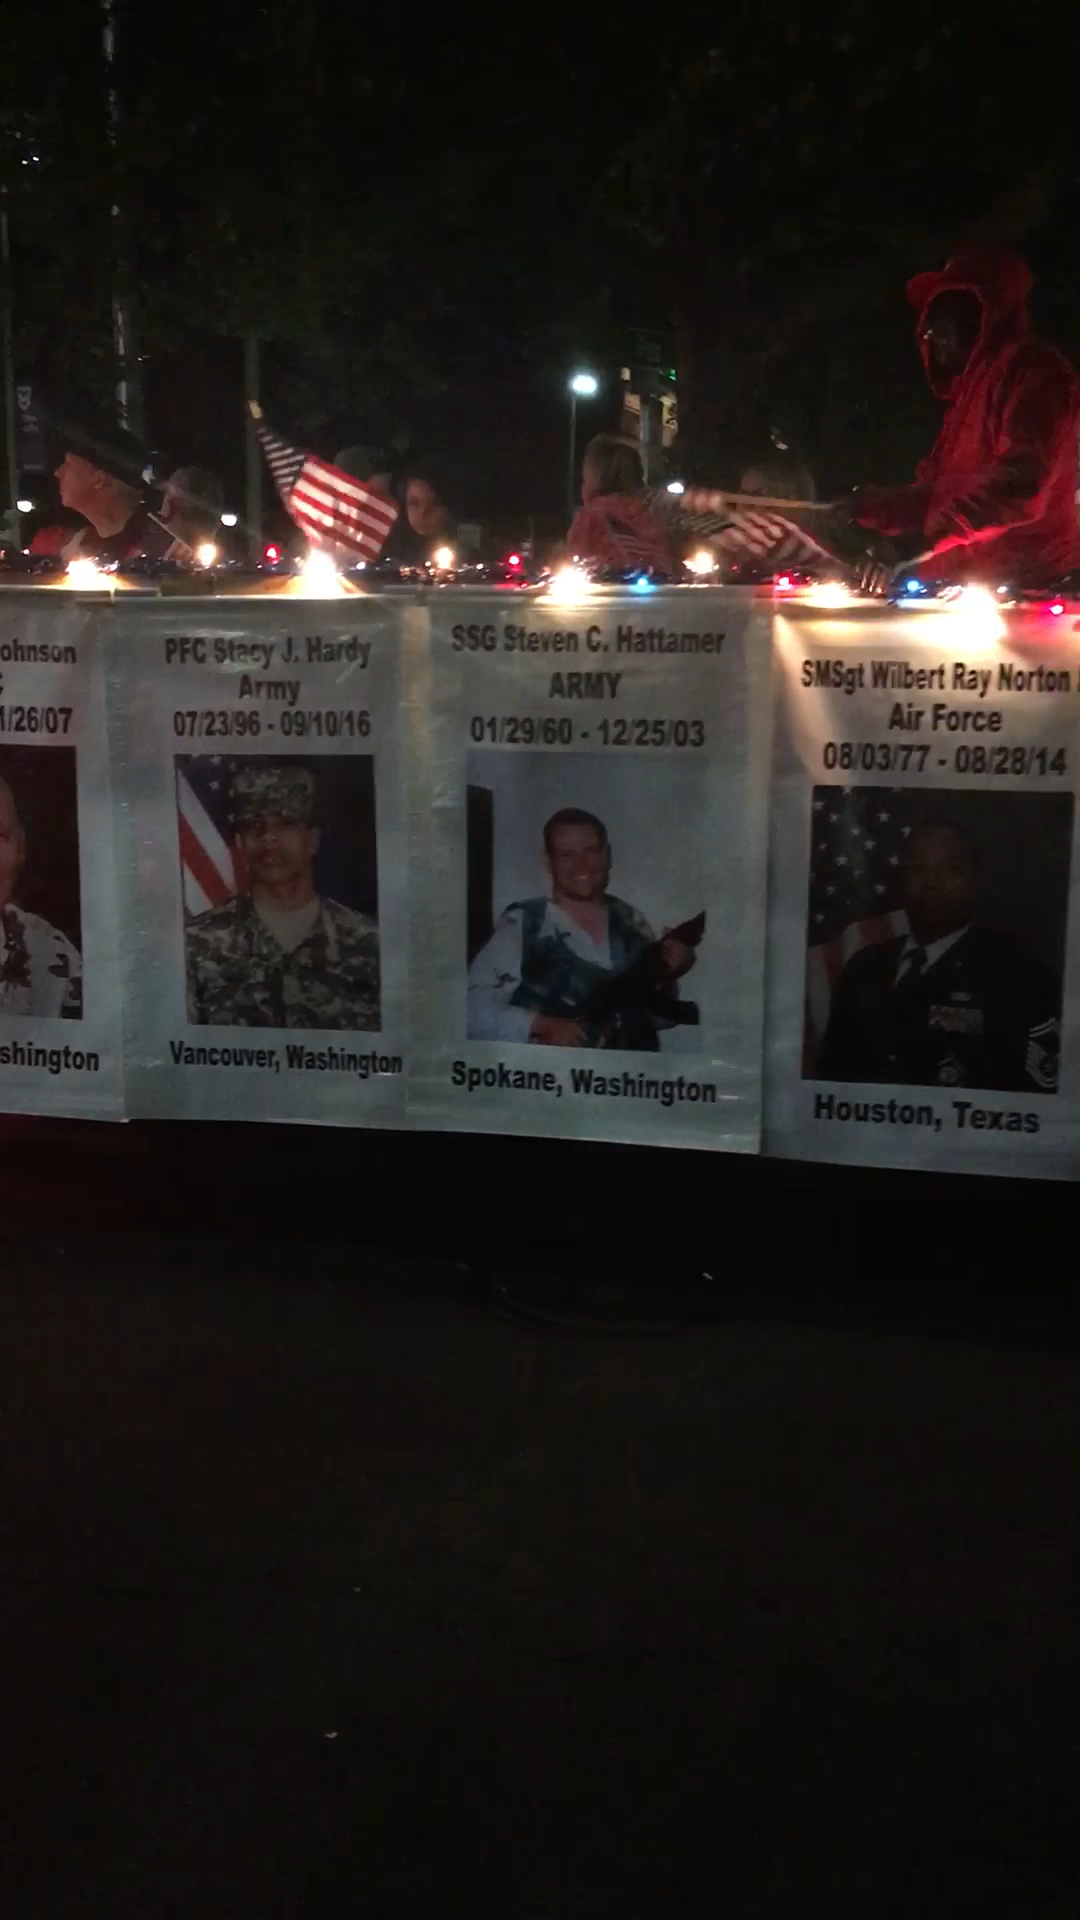 ohnson
1/26/07
shington
PFC Stacy J. Hardy
Army
07/23/96 - 09/10/16
Vancouver, Washington
SSG Steven C. Hattamer
ARMY
01/29/60 - 12/25/03
Spokane, Washington
SMSgt Wilbert Ray Norton
Air Force
08/03/77 - 08/28/14
Houston, Texas